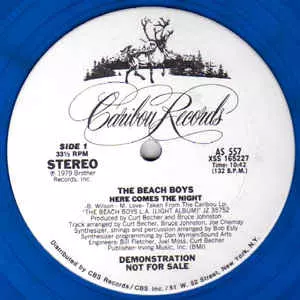 Caribou Records
SIDE 1
33⅓ RPM
STEREO
℗ 1979 Brother
Records, Inc.
AS 557
XSS 165227
Time: 10:42
(132 B.P.M.)
THE BEACH BOYS
HERE COMES THE NIGHT
B. Wilson - M. Love - Taken From The Caribou Lp
"THE BEACH BOYS L.A. (LIGHT ALBUM)" JZ 35752
Produced by Curt Becher and Bruce Johnston
Track arranged by Curt Becher, Bruce Johnston, Joe Chemay
Synthesizer, strings and percussion arranged by Bob Esty
Synthesizer programming by Dan Wyman/Sound Arts
Engineers: Bill Fletcher, Joel Moss, Curt Becher
Publisher: Irving Music, Inc. (BMI)
DEMONSTRATION
NOT FOR SALE
Distributed by CBS Records/CBS Inc./51 W. 52 Street, New York, N.Y.